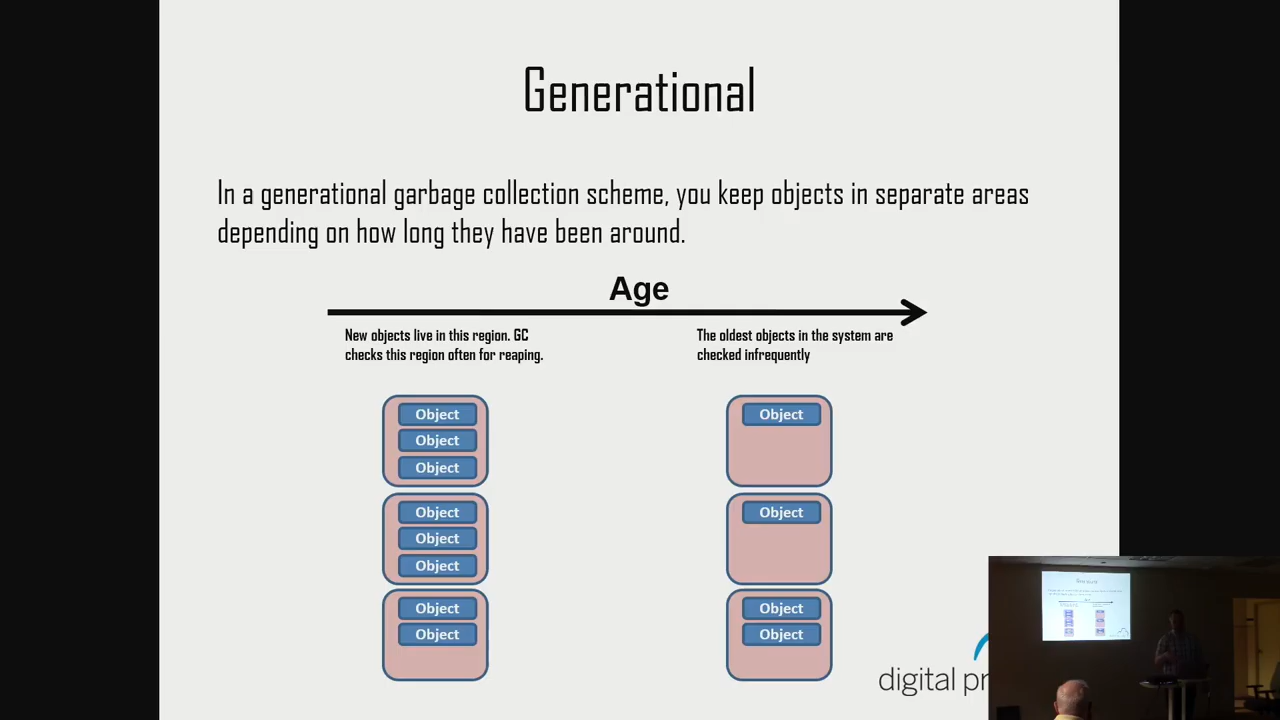 Generational
In a generational garbage collection scheme, you keep objects in separate areas
depending on how long they have been around.
Age
New objects live in this region. GC
checks this region often for reaping.
The oldest objects in the system are
checked infrequently
Object
Object
Object
Object
Object
Object
Object
Object
Object
Object
Object
Object
digital